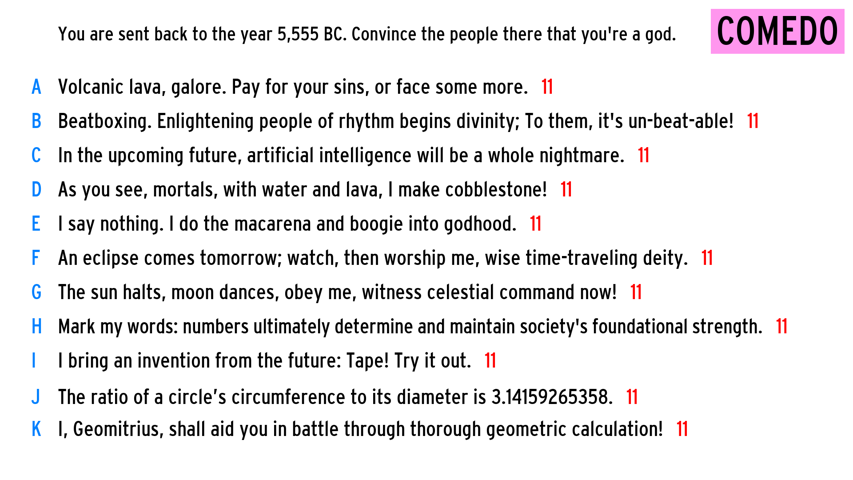 You are sent back to the year 5,555 BC. Convince the people there that you're a god.
COMEDO
A Volcanic lava, galore. Pay for your sins, or face some more. 11
B Beatboxing. Enlightening people of rhythm begins divinity; To them, it's un-beat-able! 11
C In the upcoming future, artificial intelligence will be a whole nightmare. 11
D As you see, mortals, with water and lava, I make cobblestone! 11
E I say nothing. I do the macarena and boogie into godhood. 11
F An eclipse comes tomorrow; watch, then worship me, wise time-traveling deity. 11
G The sun halts, moon dances, obey me, witness celestial command now! 11
H Mark my words: numbers ultimately determine and maintain society's foundational strength. 11
I I bring an invention from the future: Tape! Try it out. 11
J The ratio of a circle’s circumference to its diameter is 3.14159265358. 11
K I, Geomitrius, shall aid you in battle through thorough geometric calculation! 11